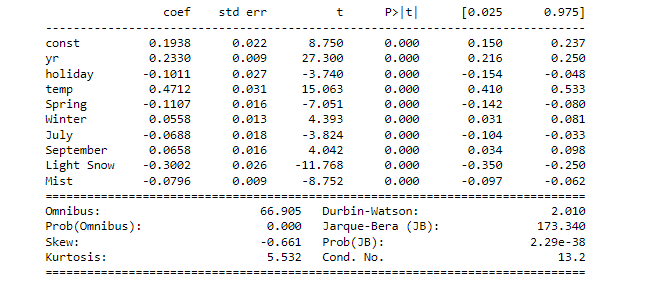 coef std err t P>|t| [0.025 0.975]
------------------------------------------------------------------------------
const 0.1938 0.022 8.750 0.000 0.150 0.237
yr 0.2330 0.009 27.300 0.000 0.216 0.250
holiday -0.1011 0.027 -3.740 0.000 -0.154 -0.048
temp 0.4712 0.031 15.063 0.000 0.410 0.533
Spring -0.1107 0.016 -7.051 0.000 -0.142 -0.080
Winter 0.0558 0.013 4.393 0.000 0.031 0.081
July -0.0688 0.018 -3.824 0.000 -0.104 -0.033
September 0.0658 0.016 4.042 0.000 0.034 0.098
Light Snow -0.3002 0.026 -11.768 0.000 -0.350 -0.250
Mist -0.0796 0.009 -8.752 0.000 -0.097 -0.062
==============================================================================
Omnibus: 66.905 Durbin-Watson: 2.010
Prob(Omnibus): 0.000 Jarque-Bera (JB): 173.340
Skew: -0.661 Prob(JB): 2.29e-38
Kurtosis: 5.532 Cond. No. 13.2
==============================================================================